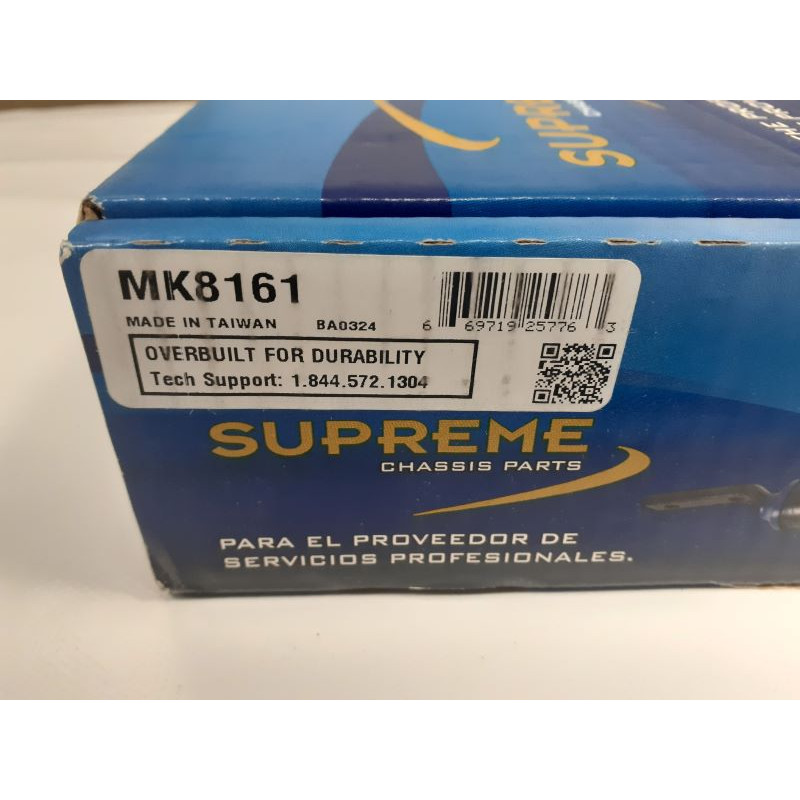 SUPR
MK8161
MADE IN TAIWAN BA0324
6 69719 25776 3
OVERBUILT FOR DURABILITY
Tech Support: 1.844.572.1304
SUPREME
CHASSIS PARTS
PARA EL PROVEEDOR DE
SERVICIOS PROFESIONALES.